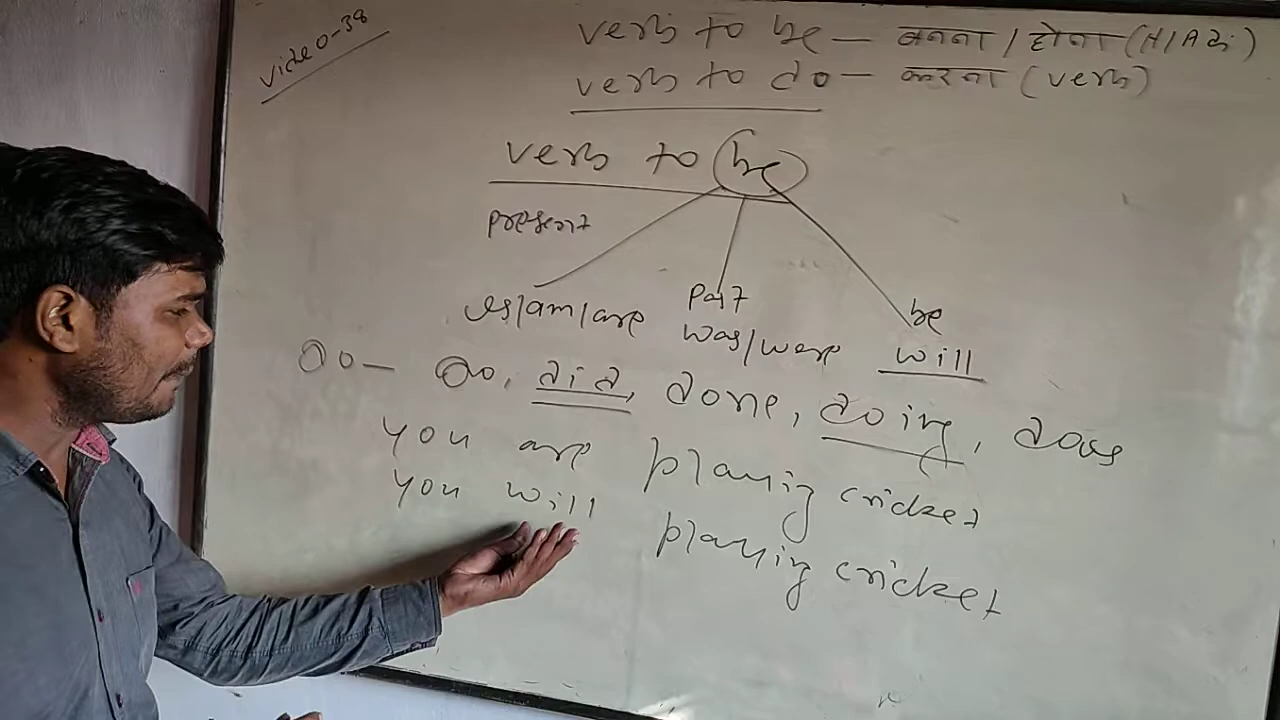 Video-38
verb to be – बनना / होना (N/Adj)
verb to do – करना (verb)
verb to be
present
is/am/are
Past
was/were
be
will
Do – Do, did, done, doing, does
You are playing cricket
You will playing cricket